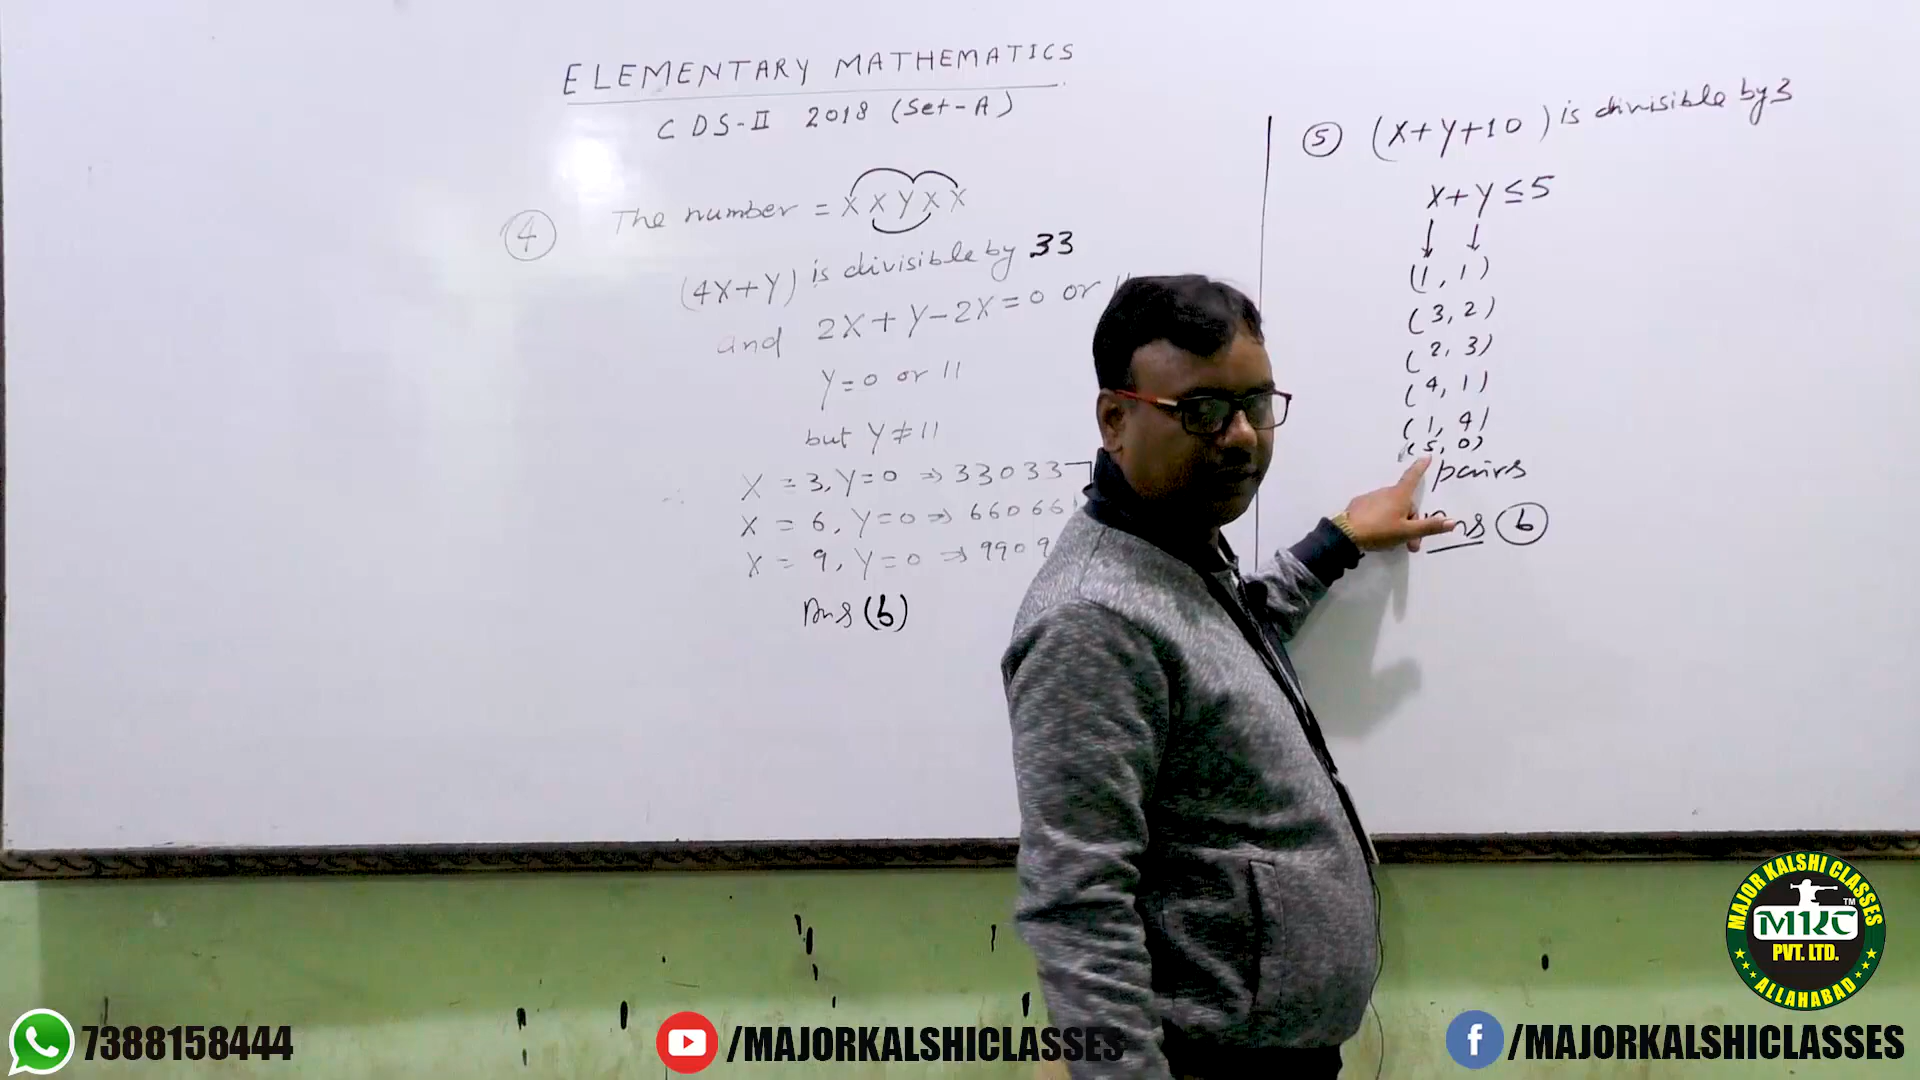 ELEMENTARY MATHEMATICS
CDS-II 2018 (Set-A)
4 The number = X X Y X X
(4X+Y) is divisible by 33
and 2X+Y-2X=0 or
Y=0 or 11
but Y≠11
X = 3, Y=0 ⇒ 33033
X = 6, Y=0 ⇒ 66066
X = 9, Y=0 ⇒ 9909
Ans (b)
5 (X+Y+10) is divisible by 3
X+Y≤5
(1, 1)
(3, 2)
(2, 3)
(4, 1)
(1, 4)
(5, 0)
pairs
Ans b
MAJOR KALSHI CLASSES
MKC TM
PVT. LTD.
ALLAHABAD
7388158444
/MAJORKALSHICLASSES
/MAJORKALSHICLASSES